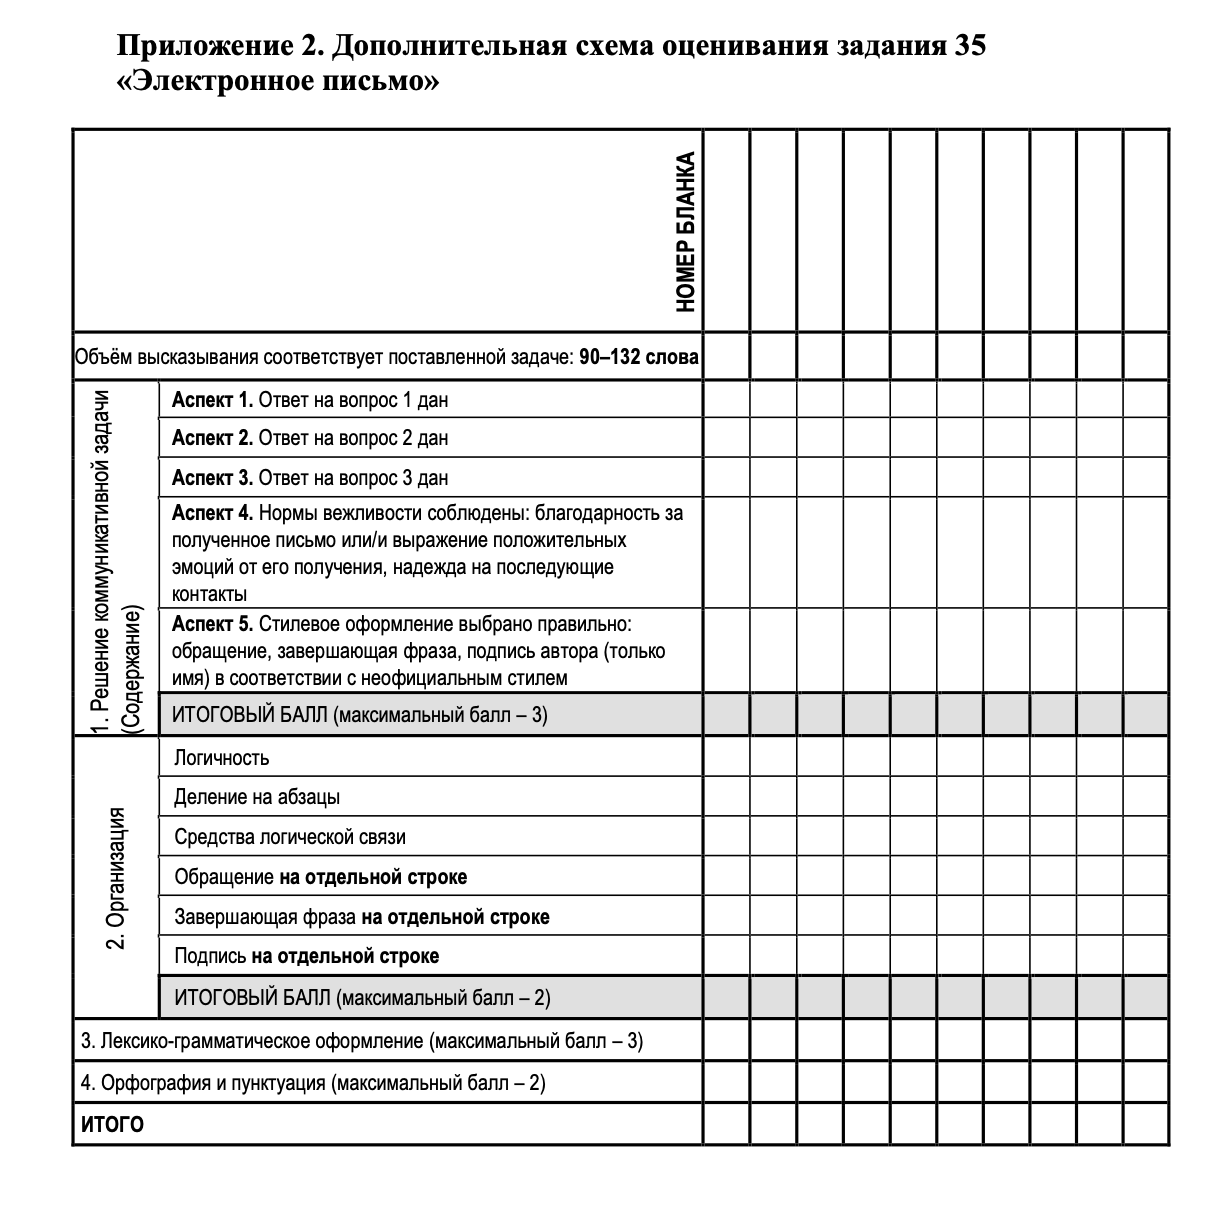 Приложение 2. Дополнительная схема оценивания задания 35
«Электронное письмо»
НОМЕР БЛАНКА
Объём высказывания соответствует поставленной задаче: 90–132 слова
1. Решение коммуникативной задачи
(Содержание)
Аспект 1. Ответ на вопрос 1 дан
Аспект 2. Ответ на вопрос 2 дан
Аспект 3. Ответ на вопрос 3 дан
Аспект 4. Нормы вежливости соблюдены: благодарность за
полученное письмо или/и выражение положительных
эмоций от его получения, надежда на последующие
контакты
Аспект 5. Стилевое оформление выбрано правильно:
обращение, завершающая фраза, подпись автора (только
имя) в соответствии с неофициальным стилем
ИТОГОВЫЙ БАЛЛ (максимальный балл – 3)
2. Организация
Логичность
Деление на абзацы
Средства логической связи
Обращение на отдельной строке
Завершающая фраза на отдельной строке
Подпись на отдельной строке
ИТОГОВЫЙ БАЛЛ (максимальный балл – 2)
3. Лексико-грамматическое оформление (максимальный балл – 3)
4. Орфография и пунктуация (максимальный балл – 2)
ИТОГО